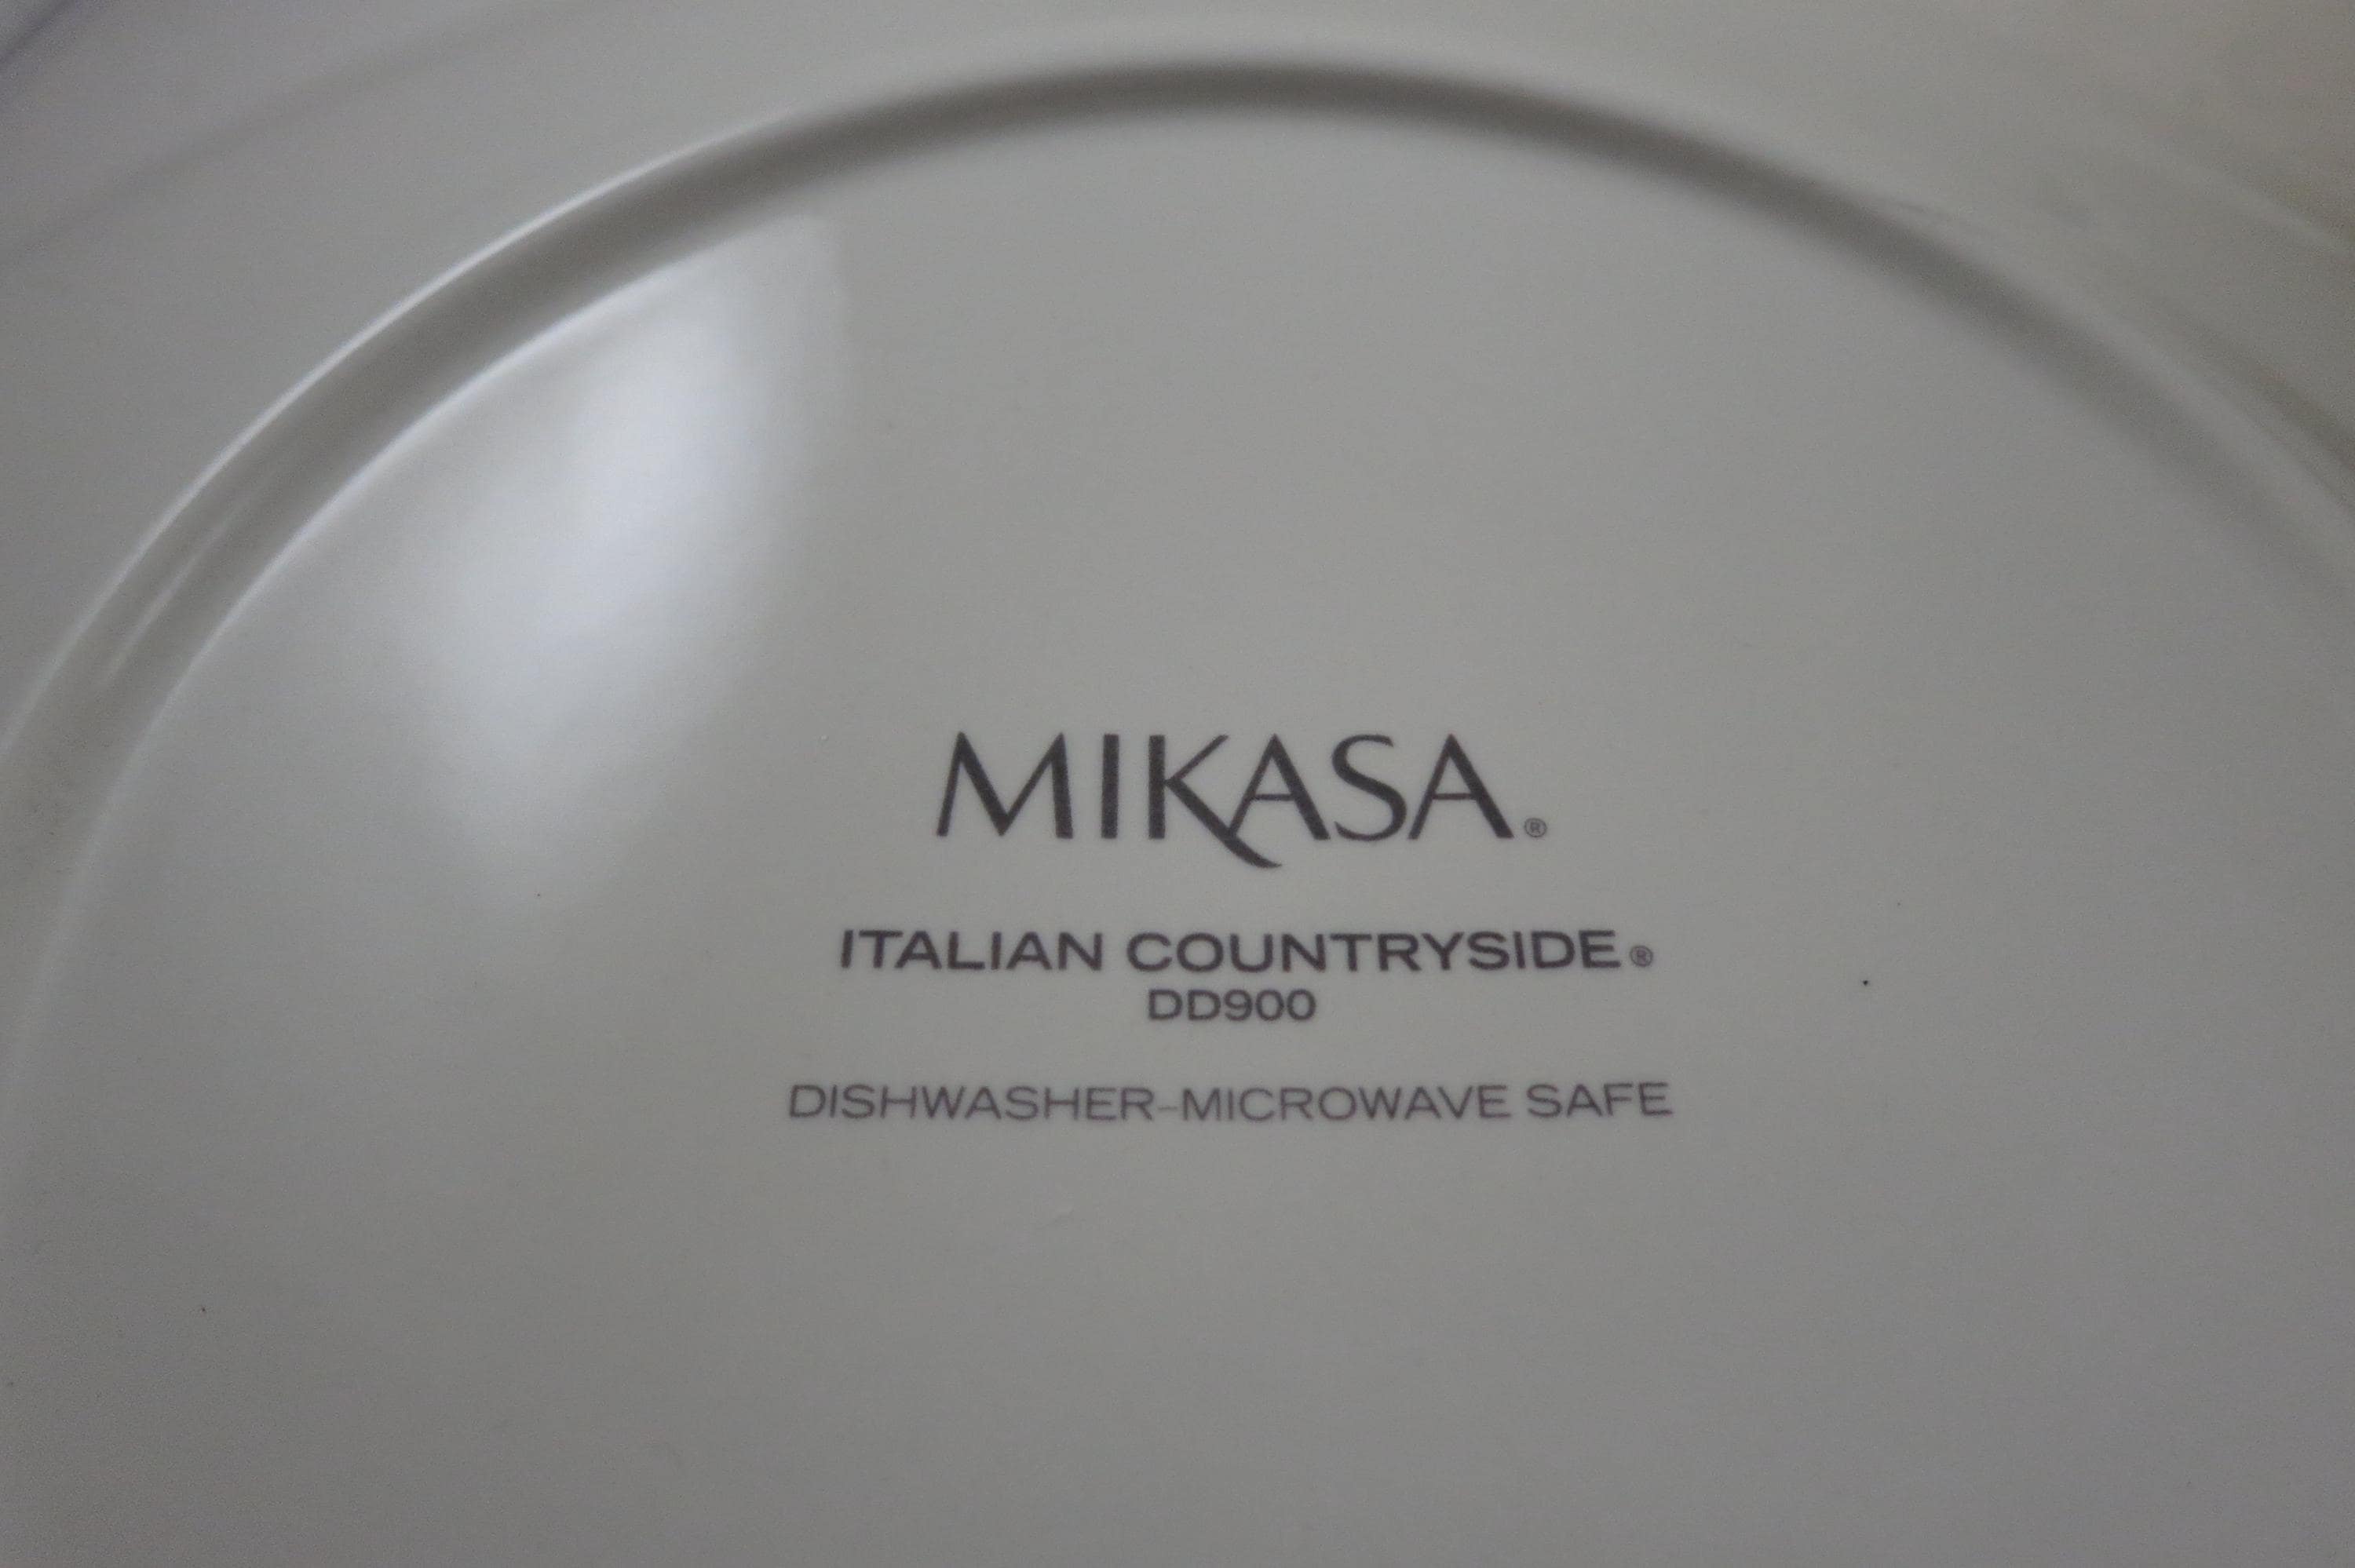 MIKASA®
ITALIAN COUNTRYSIDE®
DD900
DISHWASHER-MICROWAVE SAFE